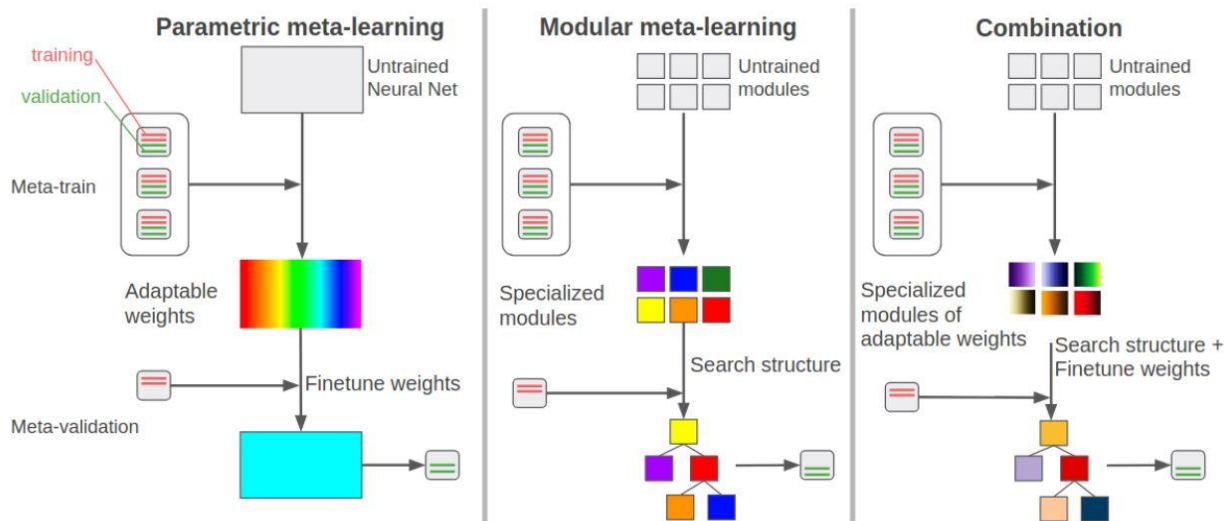 Parametric meta-learning
training
validation
Untrained
Neural Net
Meta-train
Adaptable
weights
Finetune weights
Meta-validation
Modular meta-learning
Untrained
modules
Specialized
modules
Search structure
Combination
Untrained
modules
Specialized
modules of
adaptable weights
Search structure +
Finetune weights